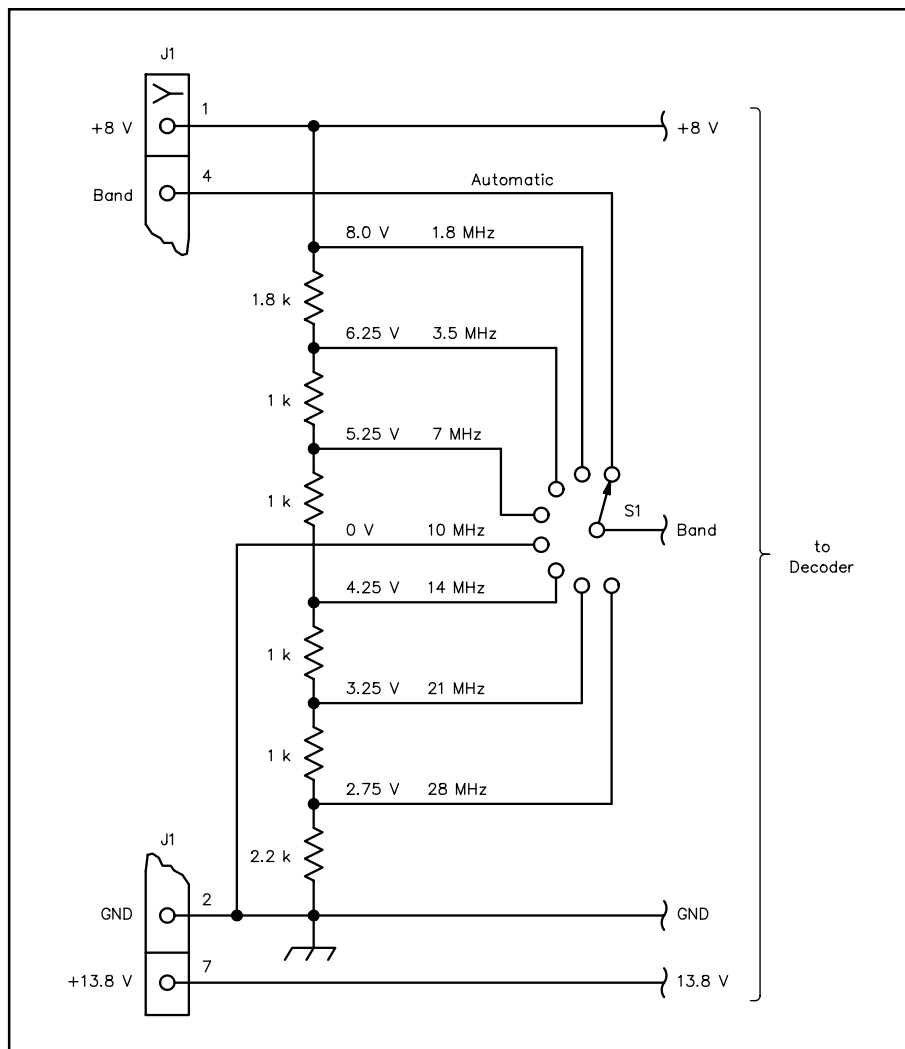 J1
1
+8 V
+8 V
4
Band
Automatic
8.0 V 1.8 MHz
1.8 k
6.25 V 3.5 MHz
1 k
5.25 V 7 MHz
1 k
S1
0 V 10 MHz
Band
to
Decoder
4.25 V 14 MHz
1 k
3.25 V 21 MHz
1 k
2.75 V 28 MHz
J1
2.2 k
2
GND
GND
7
+13.8 V
13.8 V